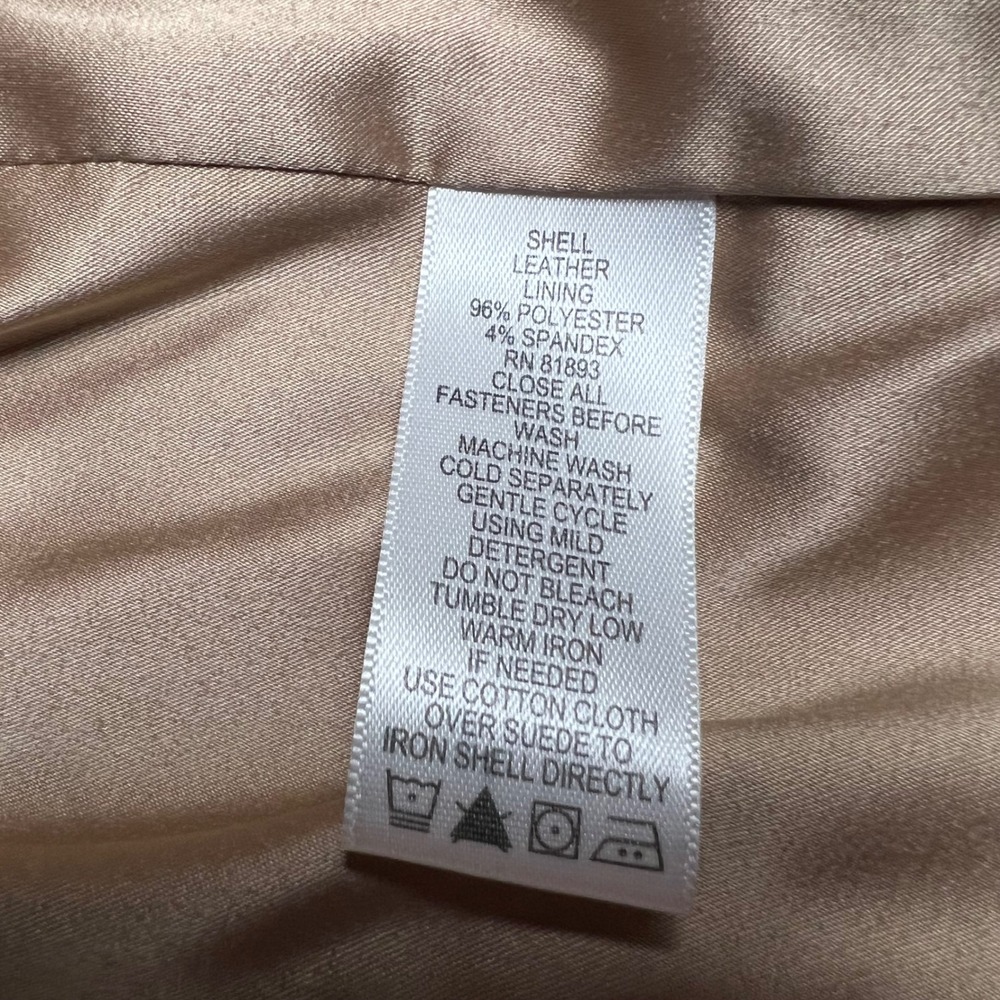 SHELL
LEATHER
LINING
96% POLYESTER
4% SPANDEX
RN 81893
CLOSE ALL
FASTENERS BEFORE
WASH
MACHINE WASH
COLD SEPARATELY
GENTLE CYCLE
USING MILD
DETERGENT
DO NOT BLEACH
TUMBLE DRY LOW
WARM IRON
IF NEEDED
USE COTTON CLOTH
OVER SUEDE TO
IRON SHELL DIRECTLY